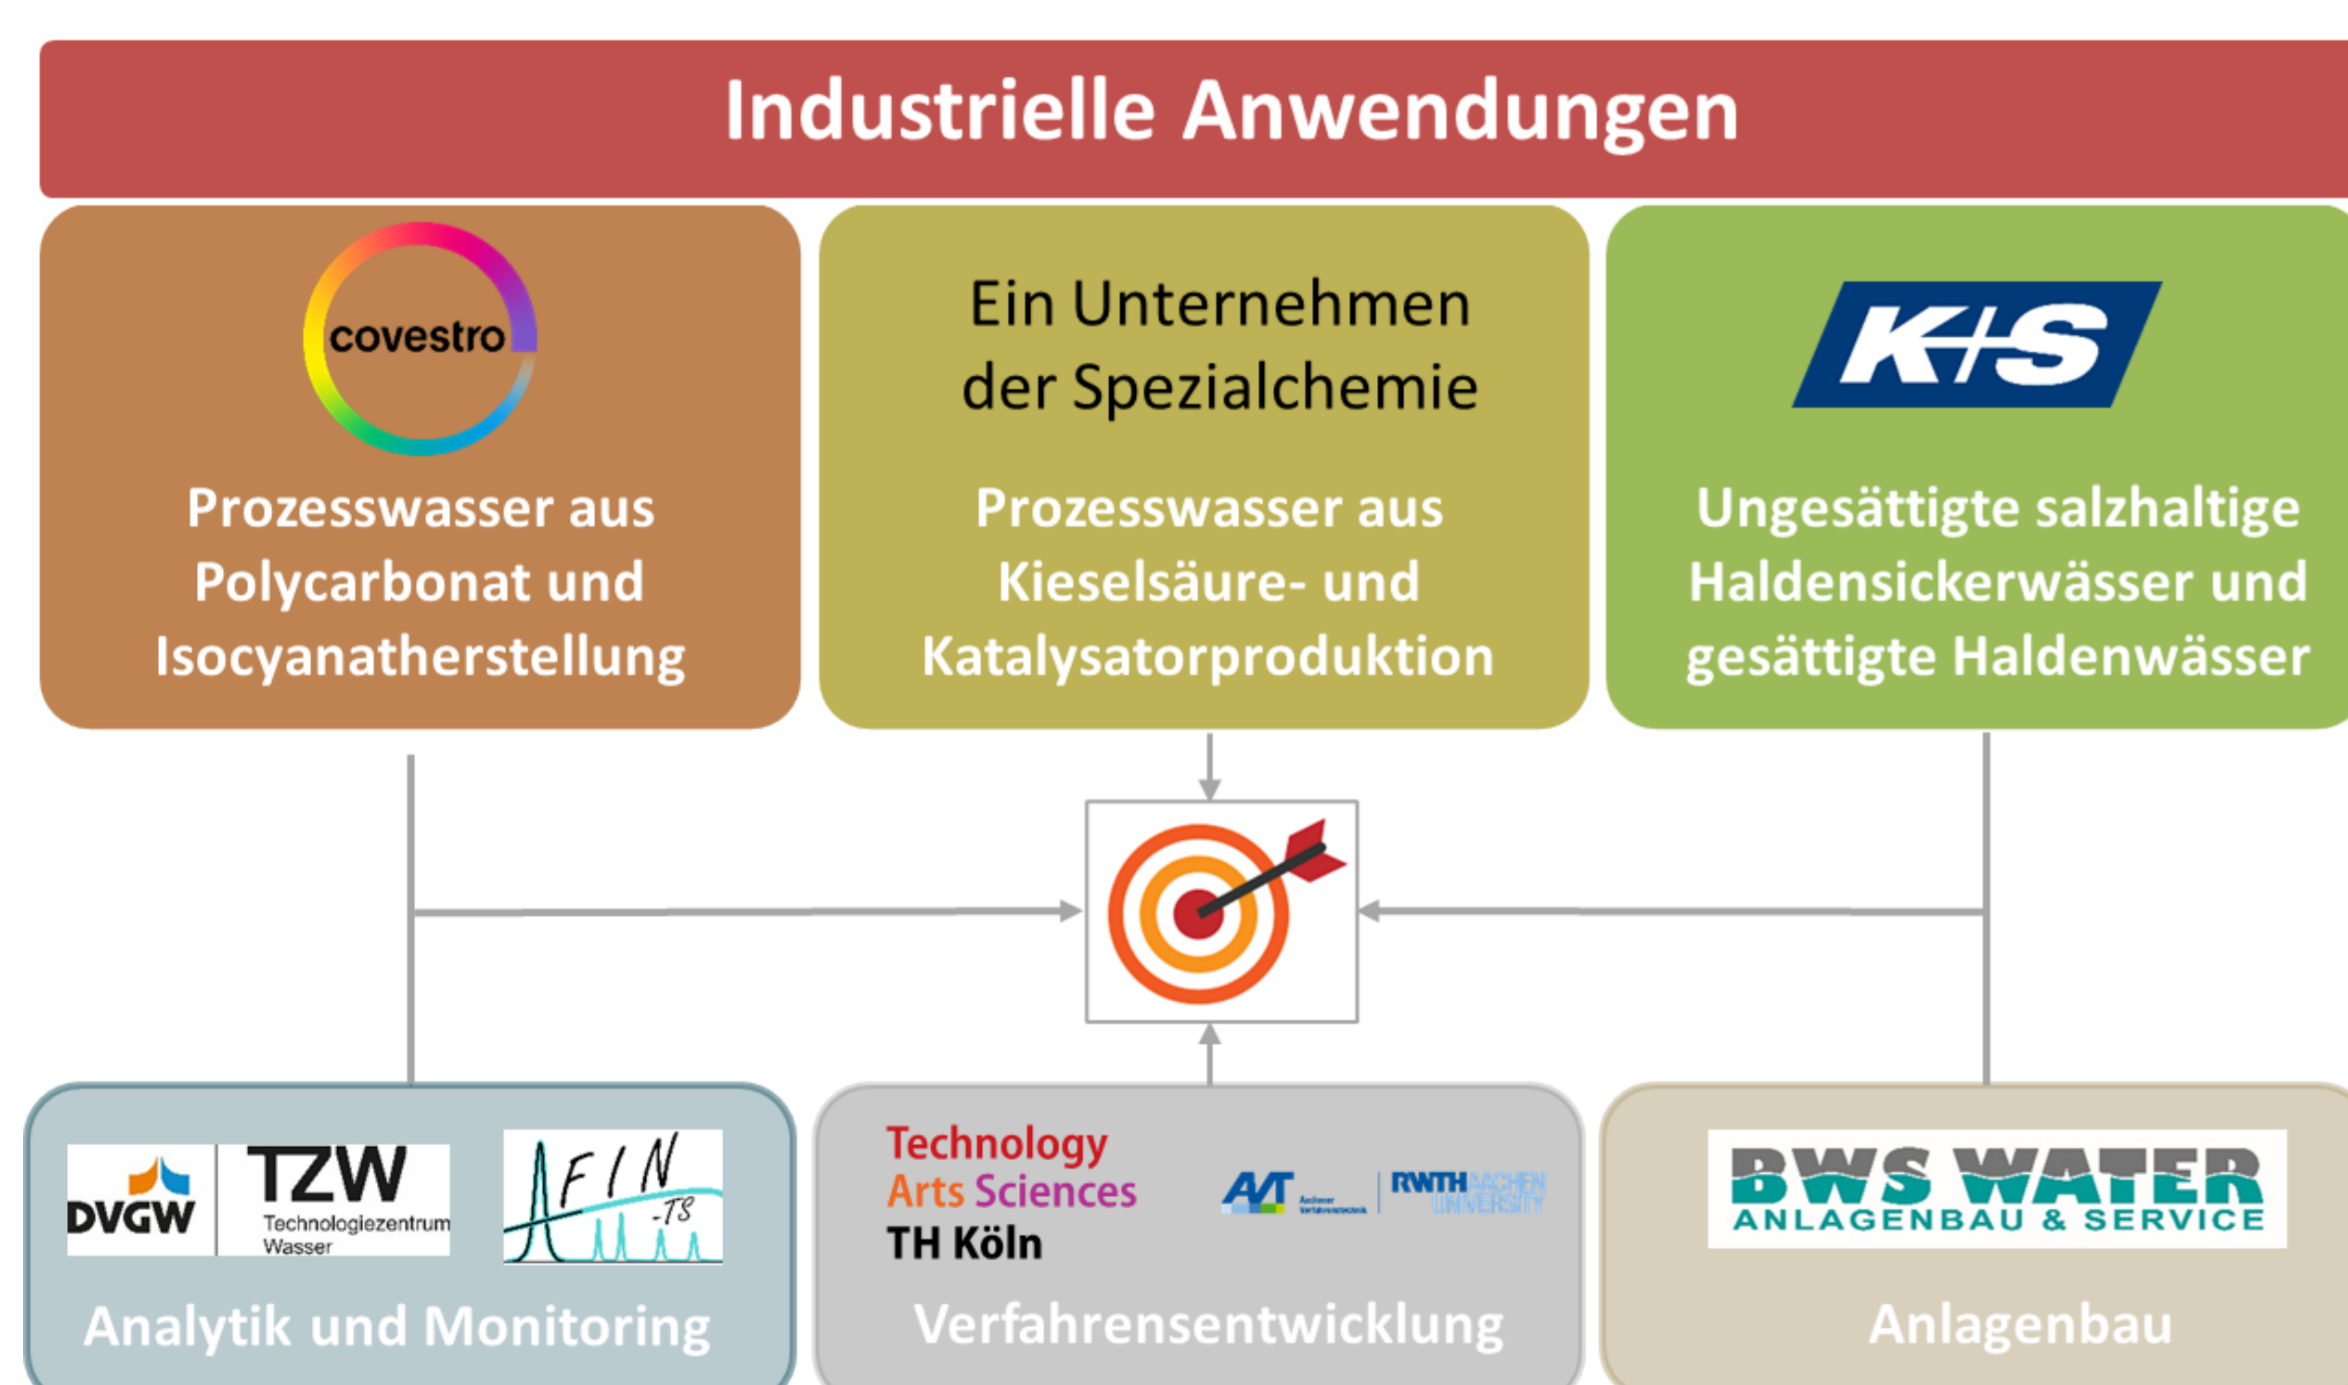 Industrielle Anwendungen
covestro
Prozesswasser aus
Polycarbonat und
Isocyanatherstellung
Ein Unternehmen
der Spezialchemie
Prozesswasser aus
Kieselsäure- und
Katalysatorproduktion
K+S
Ungesättigte salzhaltige
Haldensickerwässer und
gesättigte Haldenwässer
DVGW
TZW
Technologiezentrum
Wasser
AFIN
-TS
Analytik und Monitoring
Technology
Arts Sciences
TH Köln
AVT
Aachener
Verfahrenstechnik
RWTH AACHEN
UNIVERSITY
Verfahrensentwicklung
BWS WATER
ANLAGENBAU & SERVICE
Anlagenbau